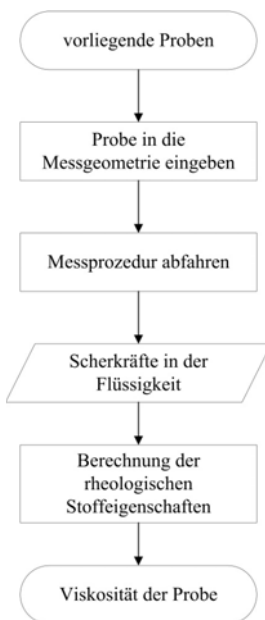 vorliegende Proben
Probe in die
Messgeometrie eingeben
Messprozedur abfahren
Scherkräfte in der
Flüssigkeit
Berechnung der
rheologischen
Stoffeigenschaften
Viskosität der Probe